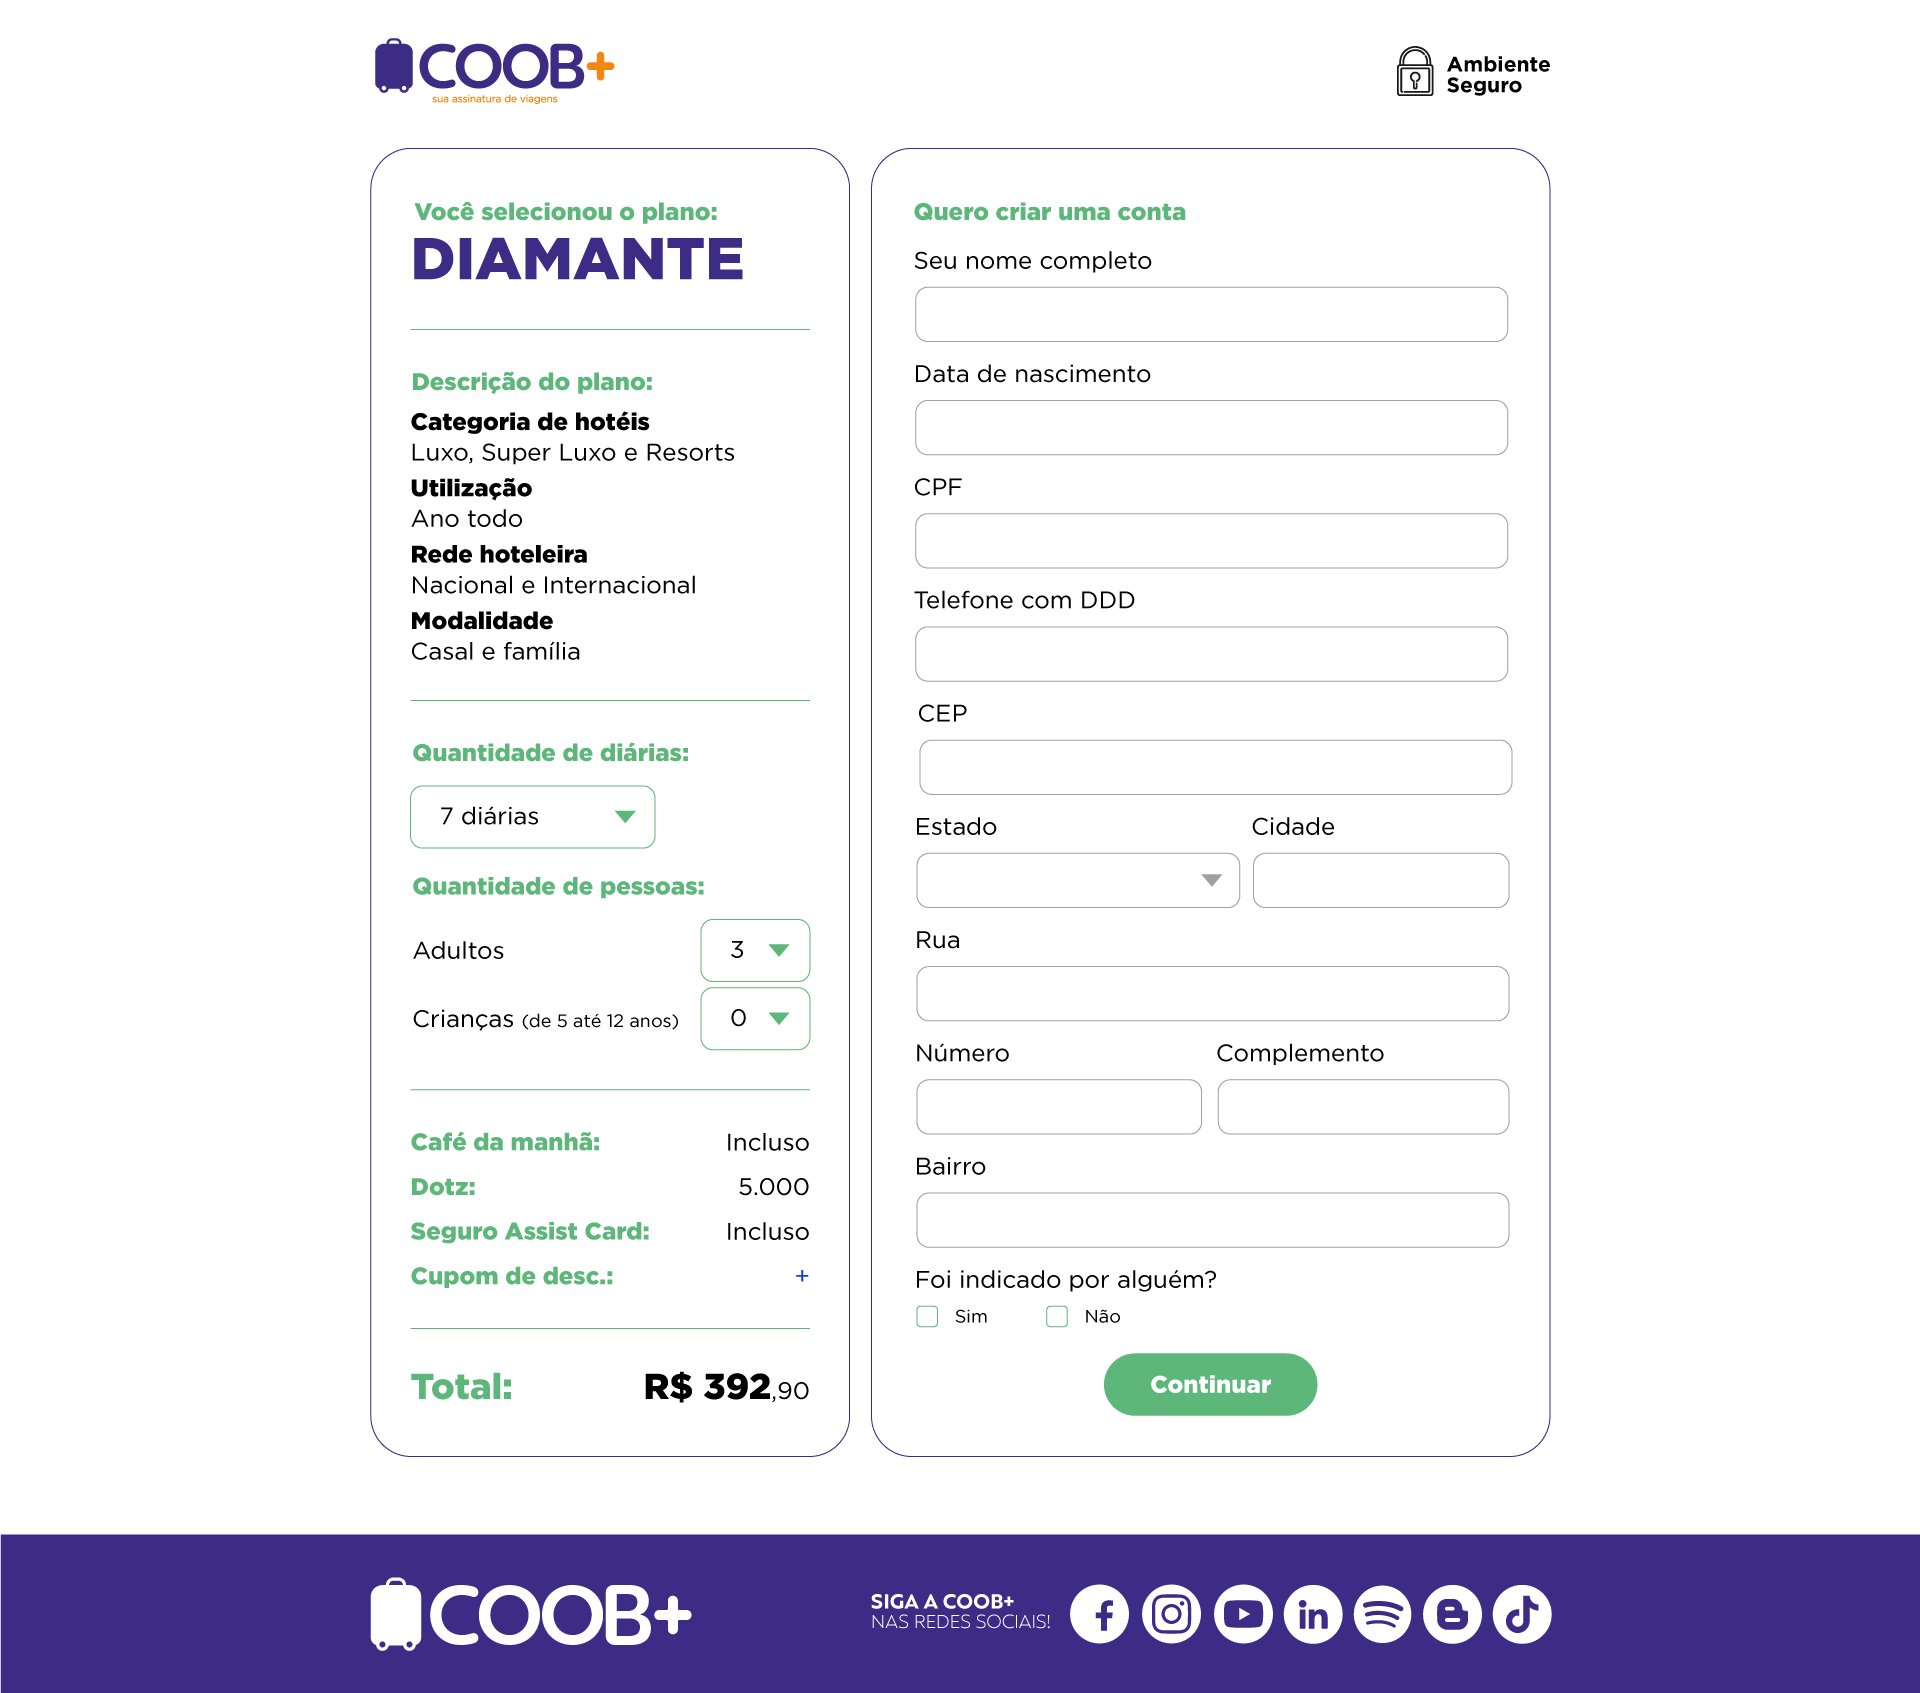 COOB+
sua assinatura de viagens
Ambiente
Seguro
Você selecionou o plano:
DIAMANTE
Descrição do plano:
Categoria de hotéis
Luxo, Super Luxo e Resorts
Utilização
Ano todo
Rede hoteleira
Nacional e Internacional
Modalidade
Casal e família
Quantidade de diárias:
7 diárias
Quantidade de pessoas:
Adultos 3
Crianças (de 5 até 12 anos) 0
Café da manhã: Incluso
Dotz: 5.000
Seguro Assist Card: Incluso
Cupom de desc.: +
Total: R$ 392,90
Quero criar uma conta
Seu nome completo
Data de nascimento
CPF
Telefone com DDD
CEP
Estado Cidade
Rua
Número Complemento
Bairro
Foi indicado por alguém?
Sim Não
Continuar
COOB+
SIGA A COOB+
NAS REDES SOCIAIS!